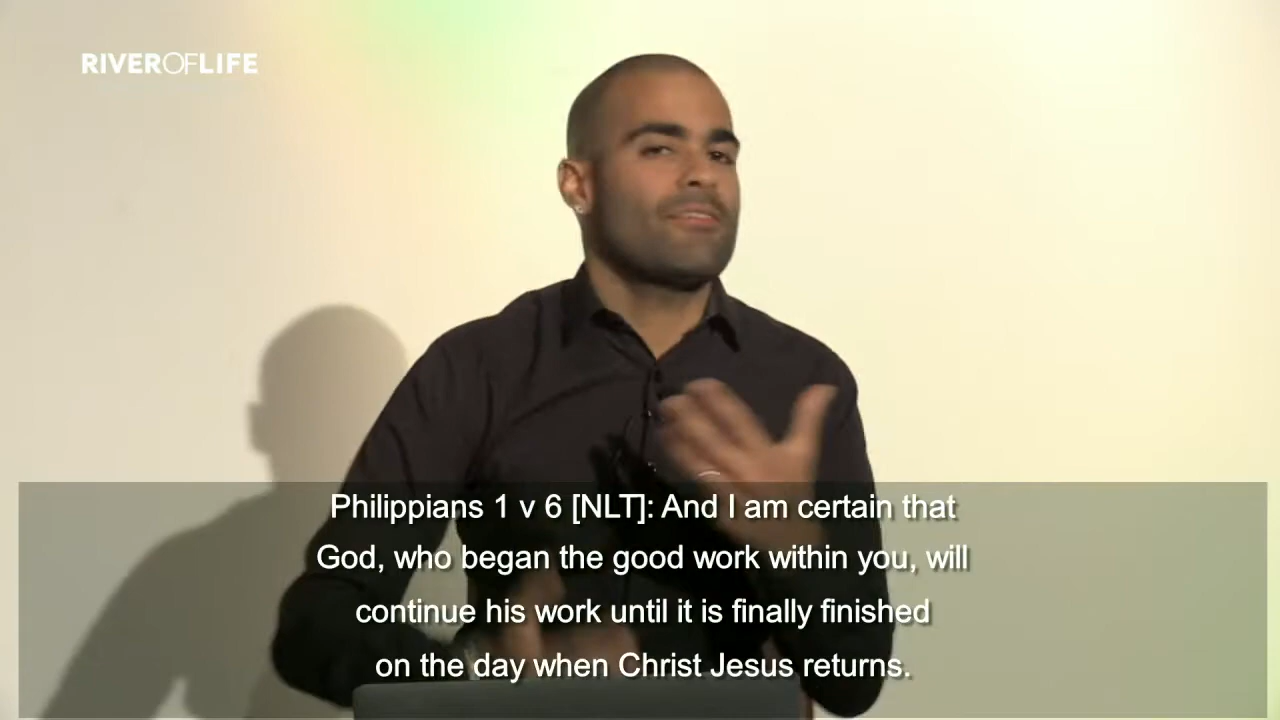 RIVEROFLIFE
Philippians 1 v 6 [NLT]: And I am certain that
God, who began the good work within you, will
continue his work until it is finally finished
on the day when Christ Jesus returns.